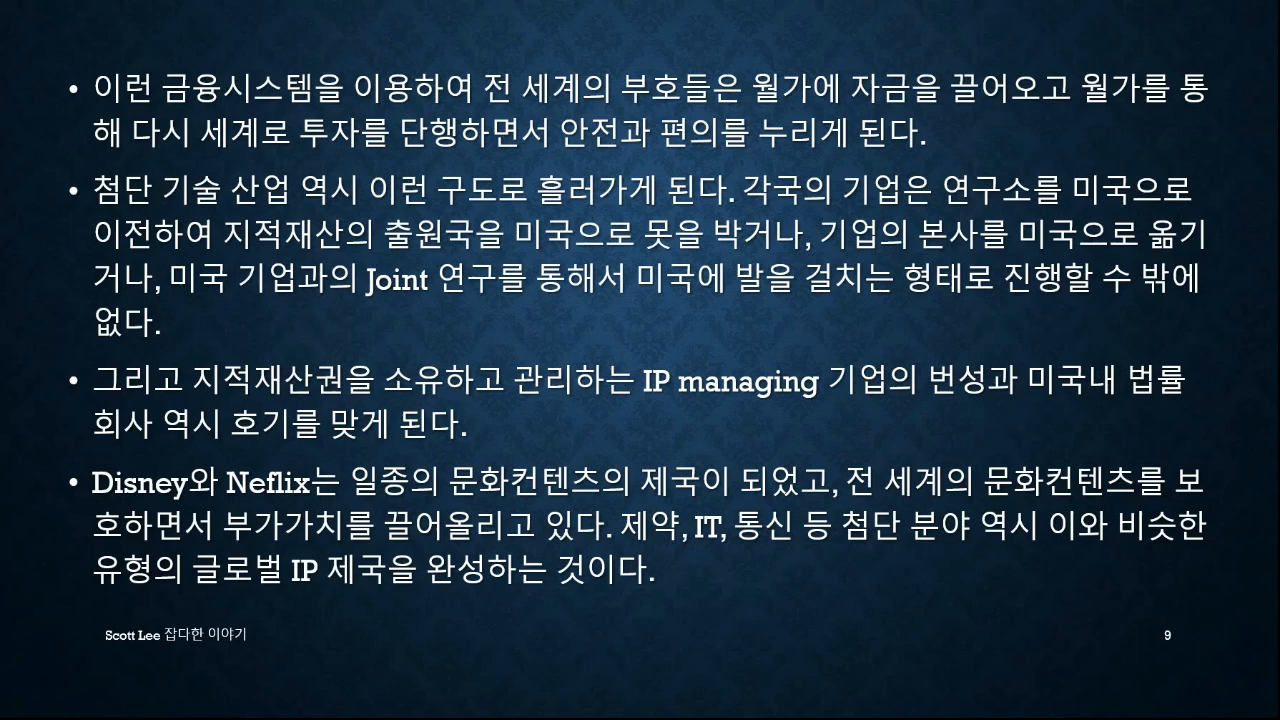 • 이런 금융시스템을 이용하여 전 세계의 부호들은 월가에 자금을 끌어오고 월가를 통
해 다시 세계로 투자를 단행하면서 안전과 편의를 누리게 된다.
• 첨단 기술 산업 역시 이런 구도로 흘러가게 된다. 각국의 기업은 연구소를 미국으로
이전하여 지적재산의 출원국을 미국으로 못을 박거나, 기업의 본사를 미국으로 옮기
거나, 미국 기업과의 Joint 연구를 통해서 미국에 발을 걸치는 형태로 진행할 수 밖에
없다.
• 그리고 지적재산권을 소유하고 관리하는 IP managing 기업의 번성과 미국내 법률
회사 역시 호기를 맞게 된다.
• Disney와 Neflix는 일종의 문화컨텐츠의 제국이 되었고, 전 세계의 문화컨텐츠를 보
호하면서 부가가치를 끌어올리고 있다. 제약, IT, 통신 등 첨단 분야 역시 이와 비슷한
유형의 글로벌 IP 제국을 완성하는 것이다.
Scott Lee 잡다한 이야기
9